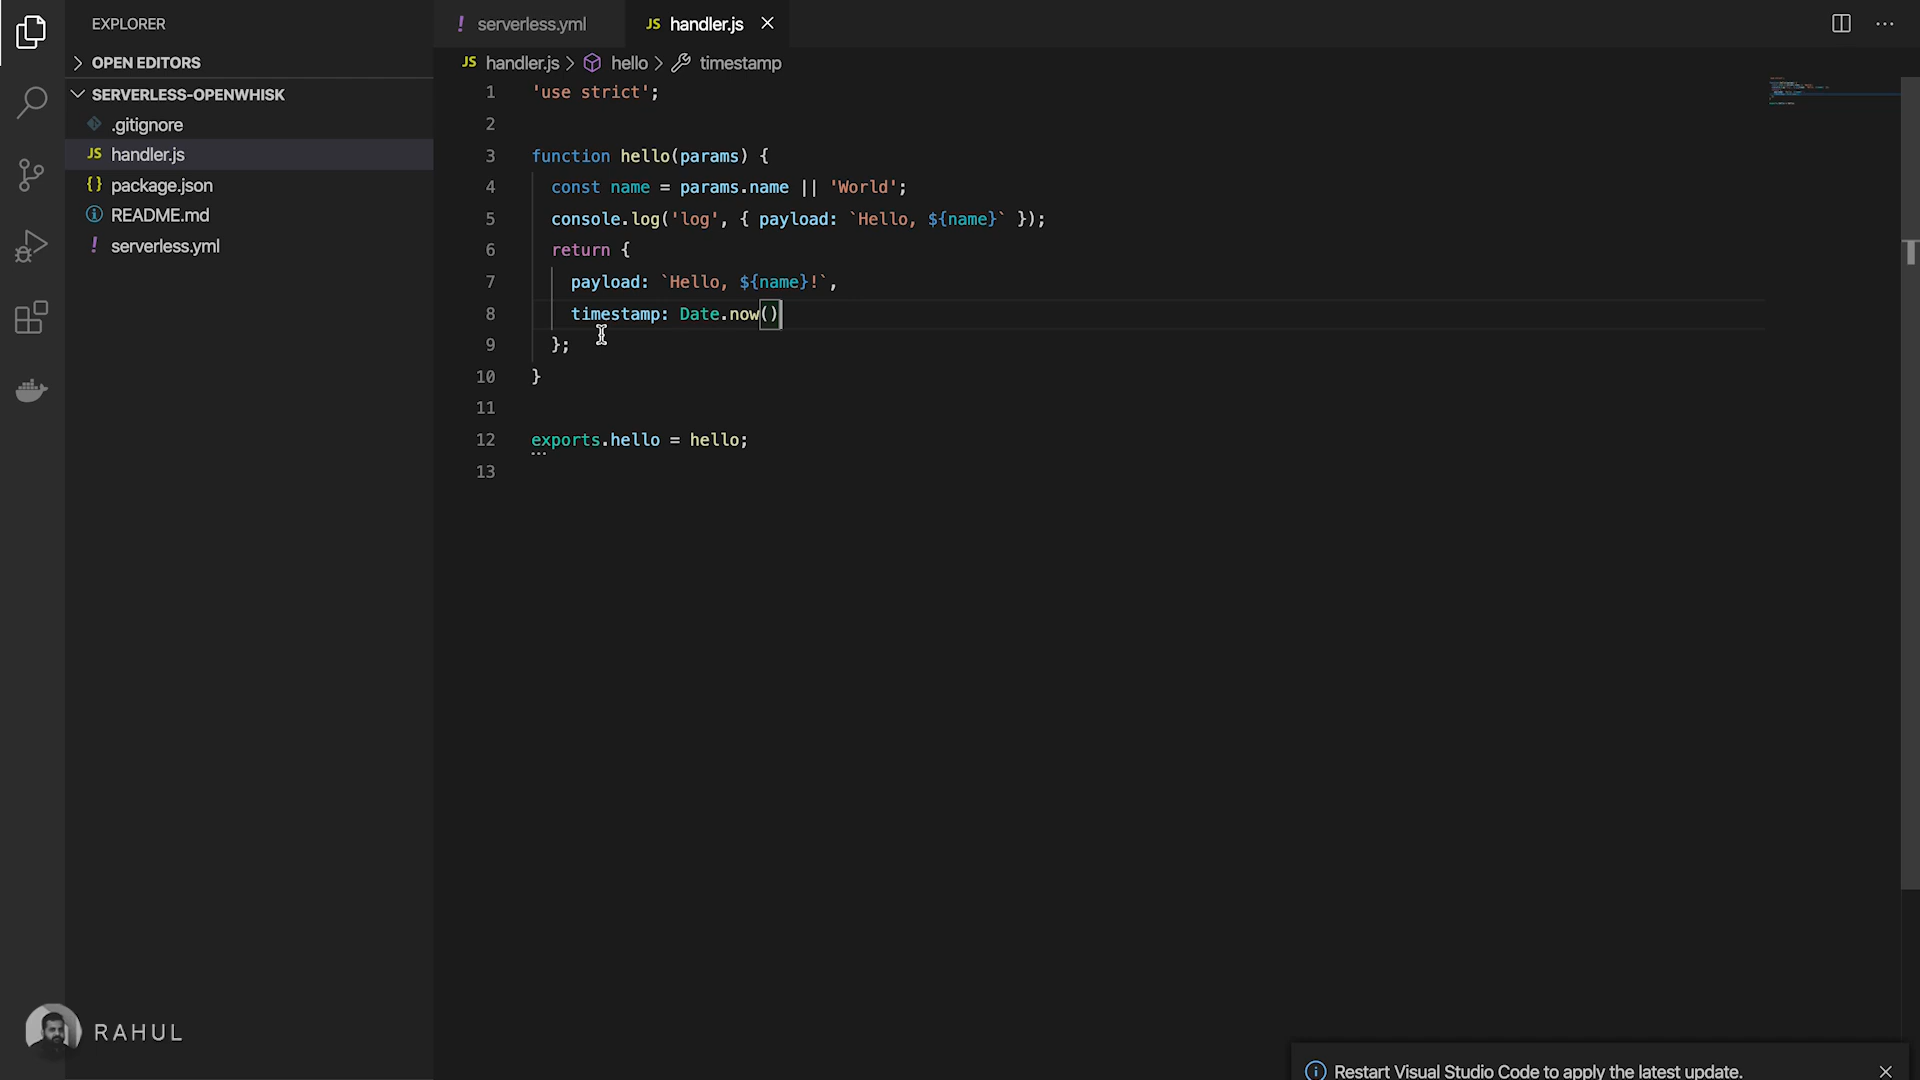 EXPLORER
OPEN EDITORS
SERVERLESS-OPENWHISK
.gitignore
JS handler.js
{} package.json
README.md
! serverless.yml
! serverless.yml
JS handler.js
JS handler.js > hello > timestamp
1 'use strict';
2
3 function hello(params) {
4 const name = params.name || 'World';
5 console.log('log', { payload: `Hello, ${name}` });
6 return {
7 payload: `Hello, ${name}!`,
8 timestamp: Date.now()
9 };
10 }
11
12 exports.hello = hello;
13
RAHUL
Restart Visual Studio Code to apply the latest update.